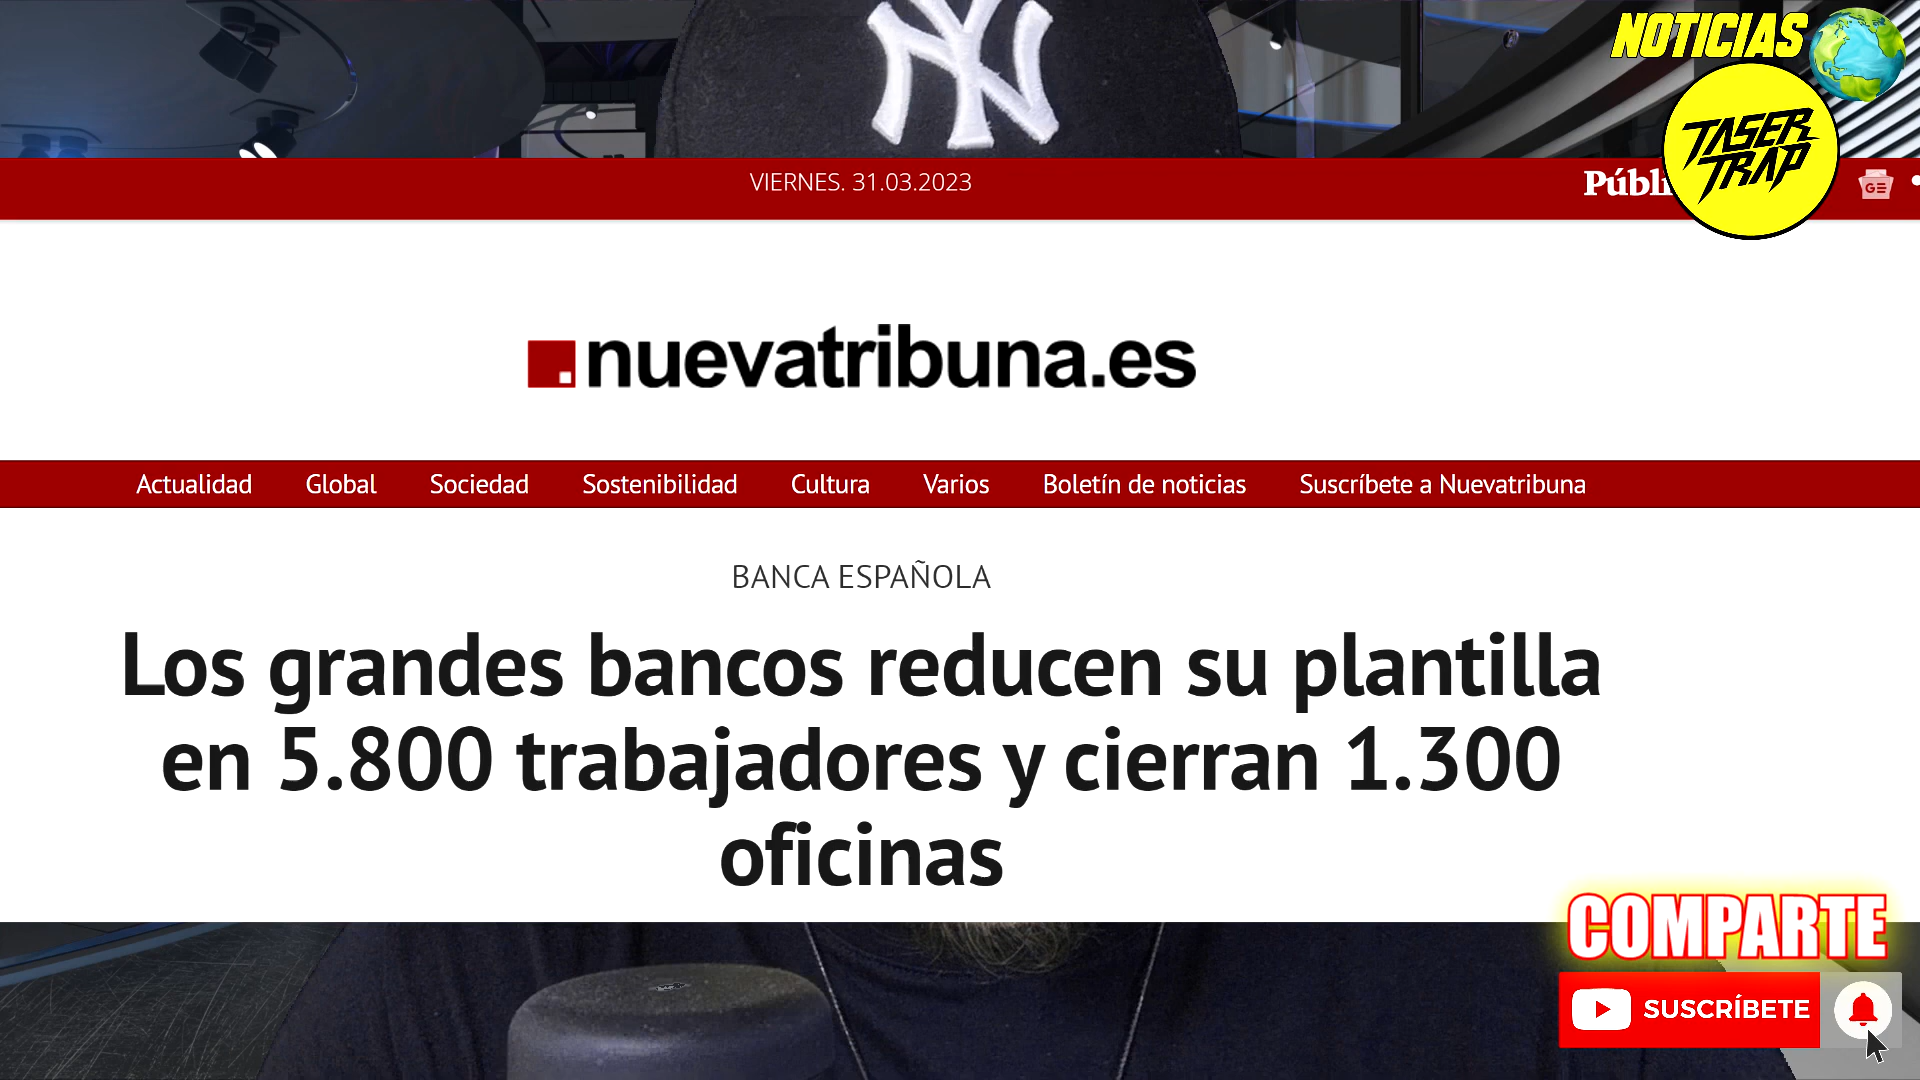 NOTICIAS
NY
TASER
TRAP
VIERNES. 31.03.2023
GE
nuevatribuna.es
Actualidad Global Sociedad Sostenibilidad Cultura Varios Boletín de noticias Suscríbete a Nuevatribuna
BANCA ESPAÑOLA
Los grandes bancos reducen su plantilla
en 5.800 trabajadores y cierran 1.300
oficinas
COMPARTE
SUSCRÍBETE